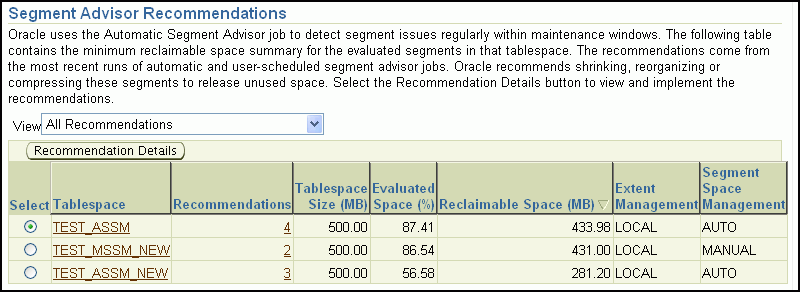 Segment Advisor Recommendations
Oracle uses the Automatic Segment Advisor job to detect segment issues regularly within maintenance windows. The following table
contains the minimum reclaimable space summary for the evaluated segments in that tablespace. The recommendations come from
the most recent runs of automatic and user-scheduled segment advisor jobs. Oracle recommends shrinking, reorganizing or
compressing these segments to release unused space. Select the Recommendation Details button to view and implement the
recommendations.
View All Recommendations
Recommendation Details
Select Tablespace Recommendations Tablespace Size (MB) Evaluated Space (%) Reclaimable Space (MB) Extent Management Segment Space Management
TEST_ASSM 4 500.00 87.41 433.98 LOCAL AUTO
TEST_MSSM_NEW 2 500.00 86.54 431.00 LOCAL MANUAL
TEST_ASSM_NEW 3 500.00 56.58 281.20 LOCAL AUTO